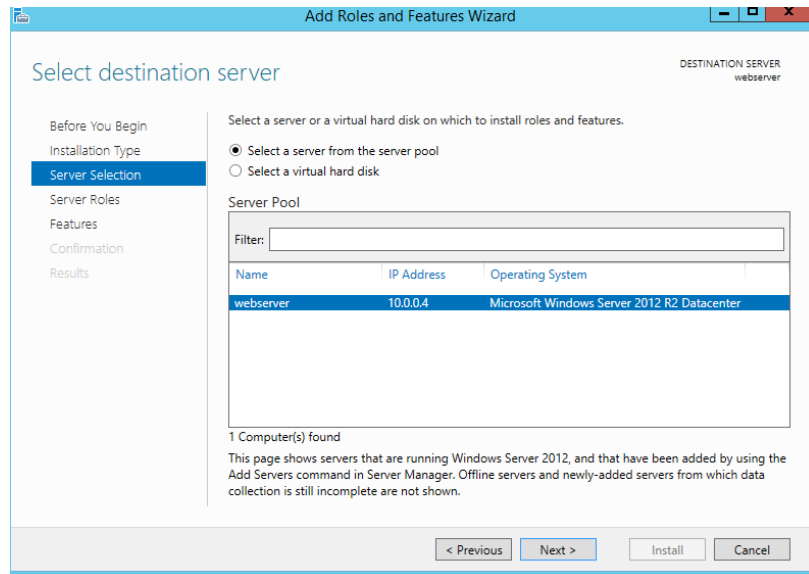 Add Roles and Features Wizard
Select destination server
DESTINATION SERVER
webserver
Before You Begin
Installation Type
Server Selection
Server Roles
Features
Confirmation
Results
Select a server or a virtual hard disk on which to install roles and features.
Select a server from the server pool
Select a virtual hard disk
Server Pool
Filter:
Name IP Address Operating System
webserver 10.0.0.4 Microsoft Windows Server 2012 R2 Datacenter
1 Computer(s) found
This page shows servers that are running Windows Server 2012, and that have been added by using the
Add Servers command in Server Manager. Offline servers and newly-added servers from which data
collection is still incomplete are not shown.
< Previous Next > Install Cancel